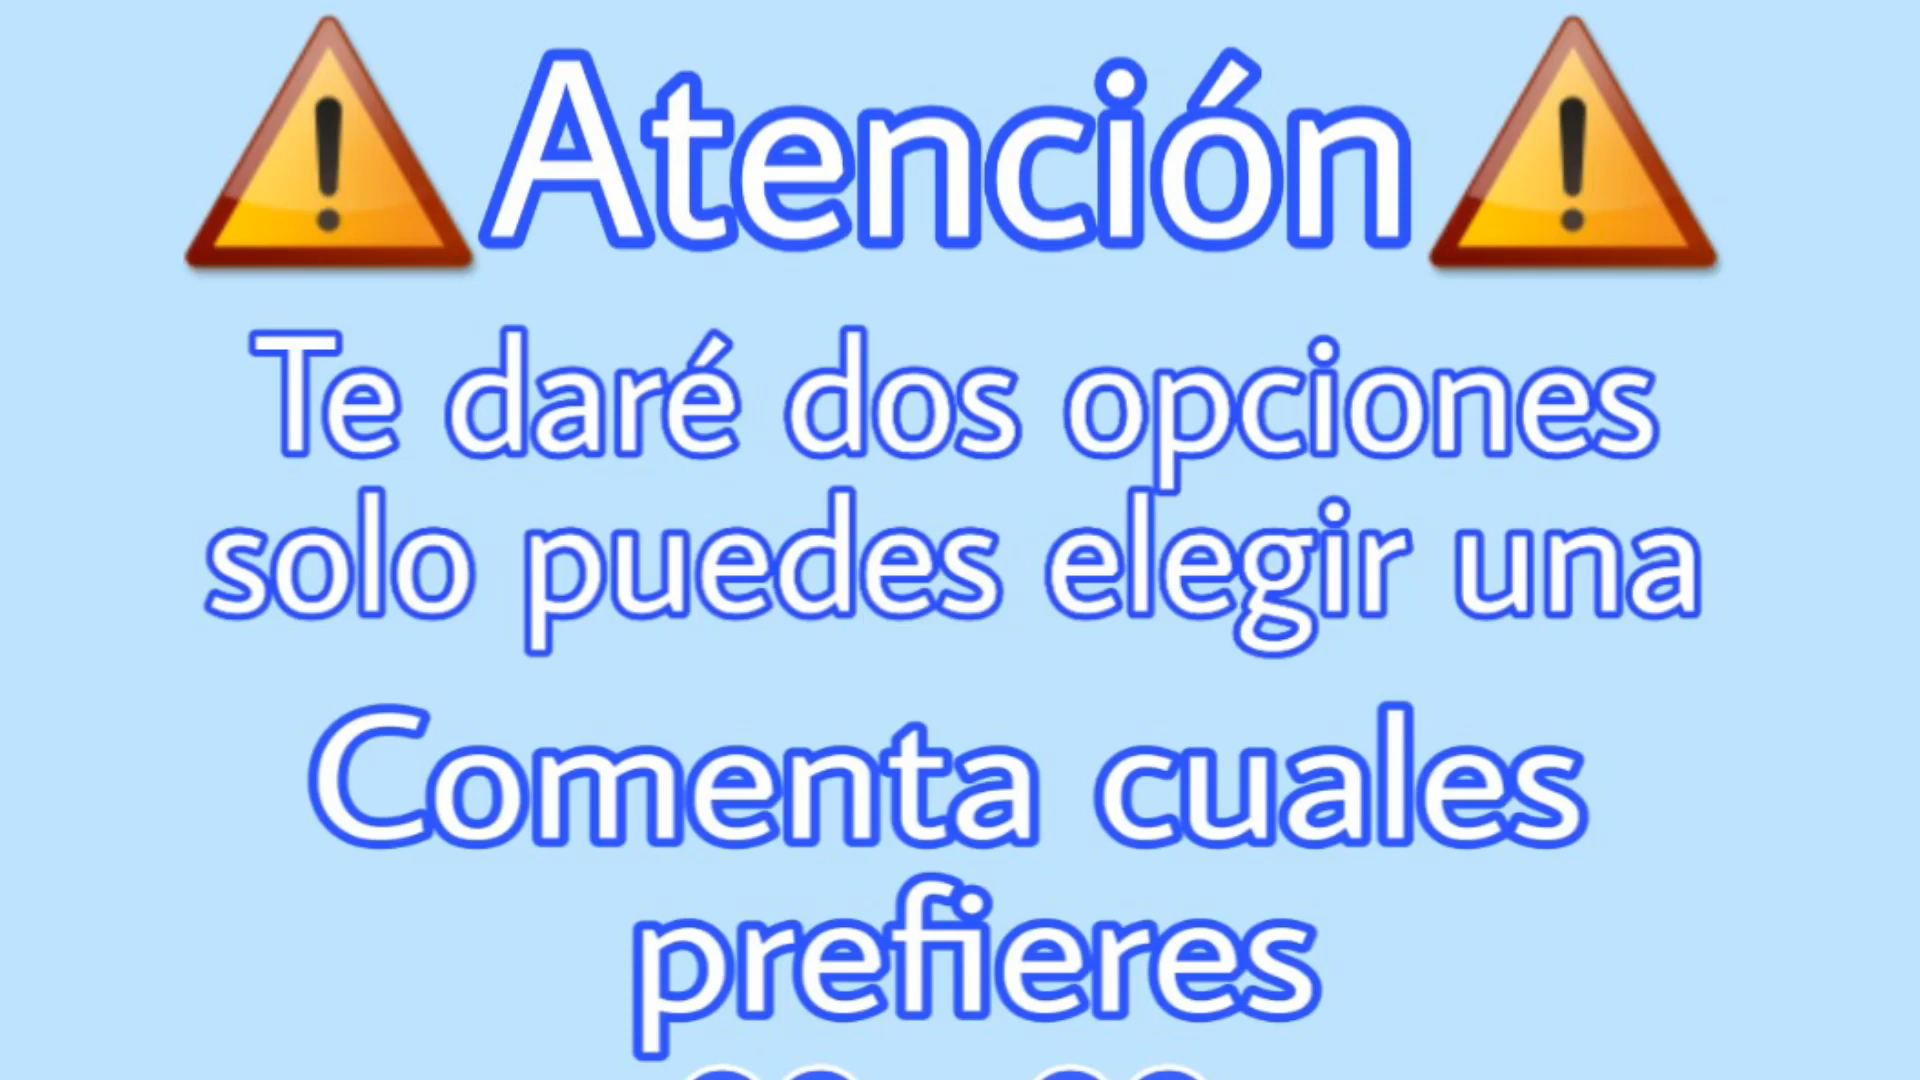 Atención
Te daré dos opciones
solo puedes elegir una
Comenta cuales
prefieres